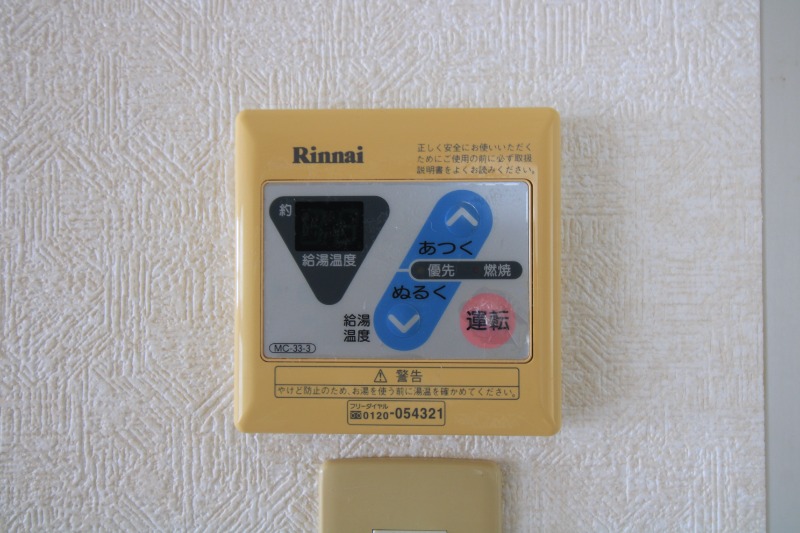 Rinnai
正しく安全にお使いいただく
ためにご使用の前に必ず取扱
説明書をよくお読みください。
約
給湯温度
あつく
優先 燃焼
ぬるく
給湯
温度
運転
MC-33-3
⚠ 警告
やけど防止のため、お湯を使う前に湯温を確かめてください。
フリーダイヤル
0120-054321